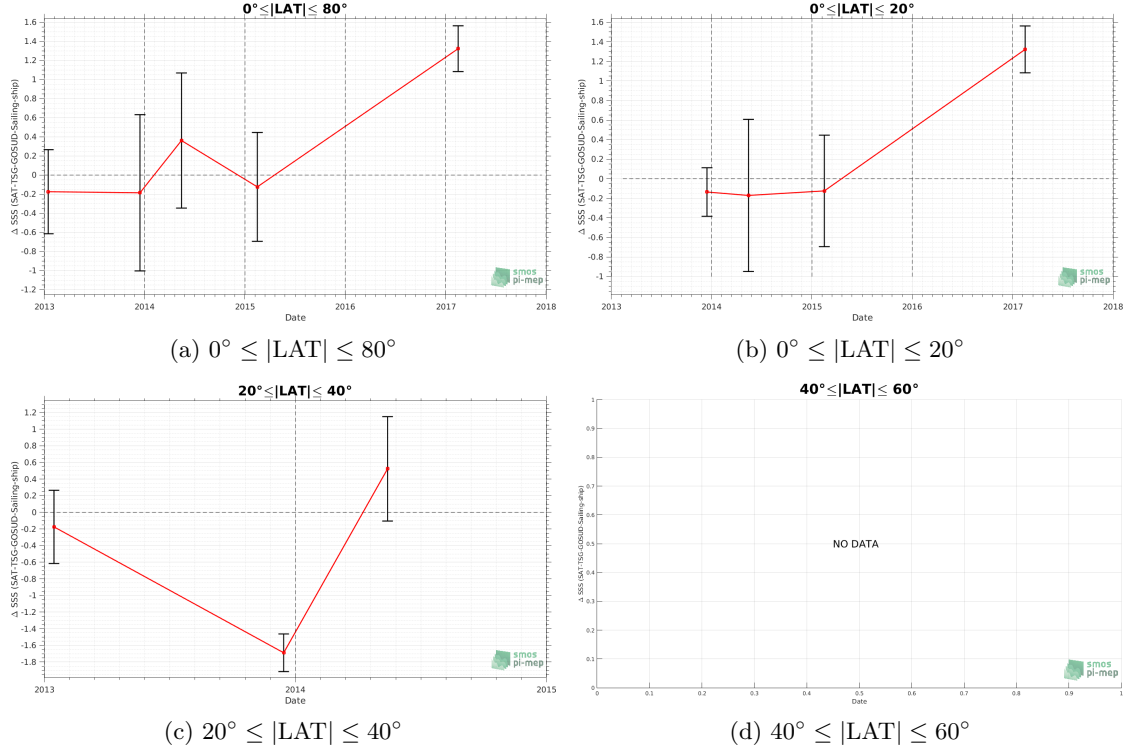 0°≤|LAT|≤ 80°
1.6
1.4
1.2
1
0.8
0.6
0.4
0.2
0
-0.2
-0.4
-0.6
-0.8
-1
-1.2
Δ SSS (SAT-TSG-GOSUD-Sailing-ship)
2013 2014 2015 2016 2017 2018
Date
smos
pi-mep
(a) 0° ≤ |LAT| ≤ 80°
0°≤|LAT|≤ 20°
1.6
1.4
1.2
1
0.8
0.6
0.4
0.2
0
-0.2
-0.4
-0.6
-0.8
-1
Δ SSS (SAT-TSG-GOSUD-Sailing-ship)
2013 2014 2015 2016 2017 2018
Date
smos
pi-mep
(b) 0° ≤ |LAT| ≤ 20°
20°≤|LAT|≤ 40°
1.2
1
0.8
0.6
0.4
0.2
0
-0.2
-0.4
-0.6
-0.8
-1
-1.2
-1.4
-1.6
-1.8
Δ SSS (SAT-TSG-GOSUD-Sailing-ship)
2013 2014 2015
Date
smos
pi-mep
(c) 20° ≤ |LAT| ≤ 40°
40°≤|LAT|≤ 60°
1
0.9
0.8
0.7
0.6
0.5
0.4
0.3
0.2
0.1
0
Δ SSS (SAT-TSG-GOSUD-Sailing-ship)
NO DATA
0 0.1 0.2 0.3 0.4 0.5 0.6 0.7 0.8 0.9 1
Date
smos
pi-mep
(d) 40° ≤ |LAT| ≤ 60°